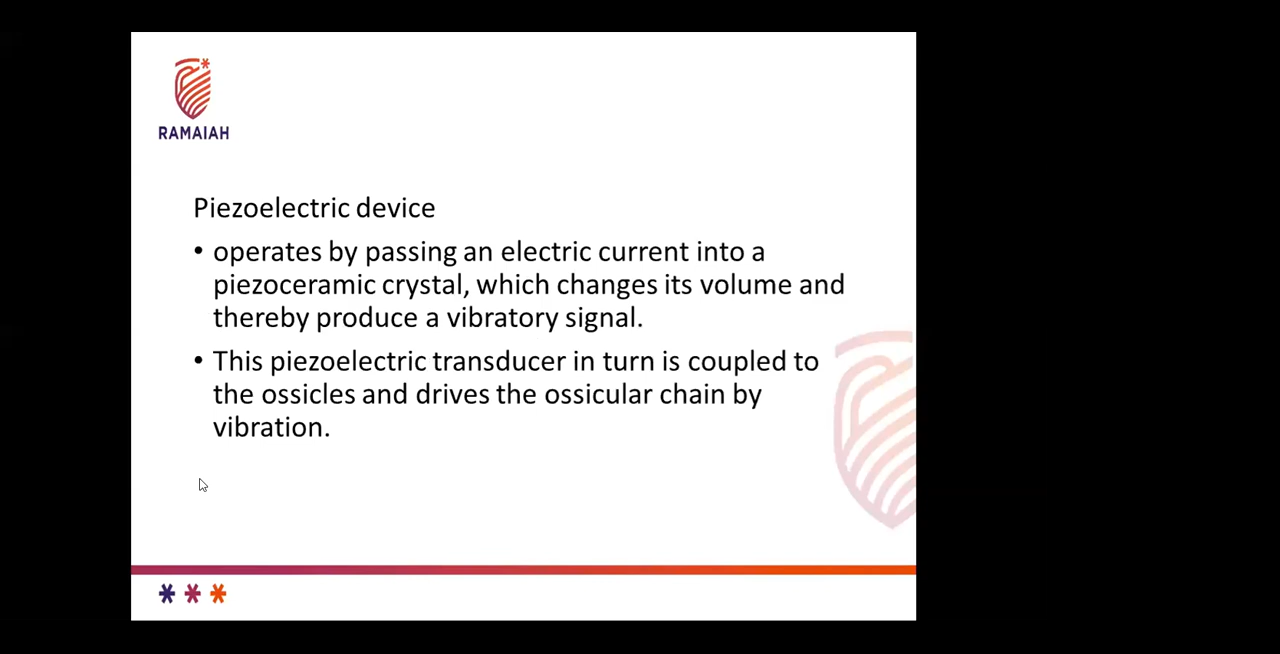 RAMAIAH
Piezoelectric device
• operates by passing an electric current into a
piezoceramic crystal, which changes its volume and
thereby produce a vibratory signal.
• This piezoelectric transducer in turn is coupled to
the ossicles and drives the ossicular chain by
vibration.